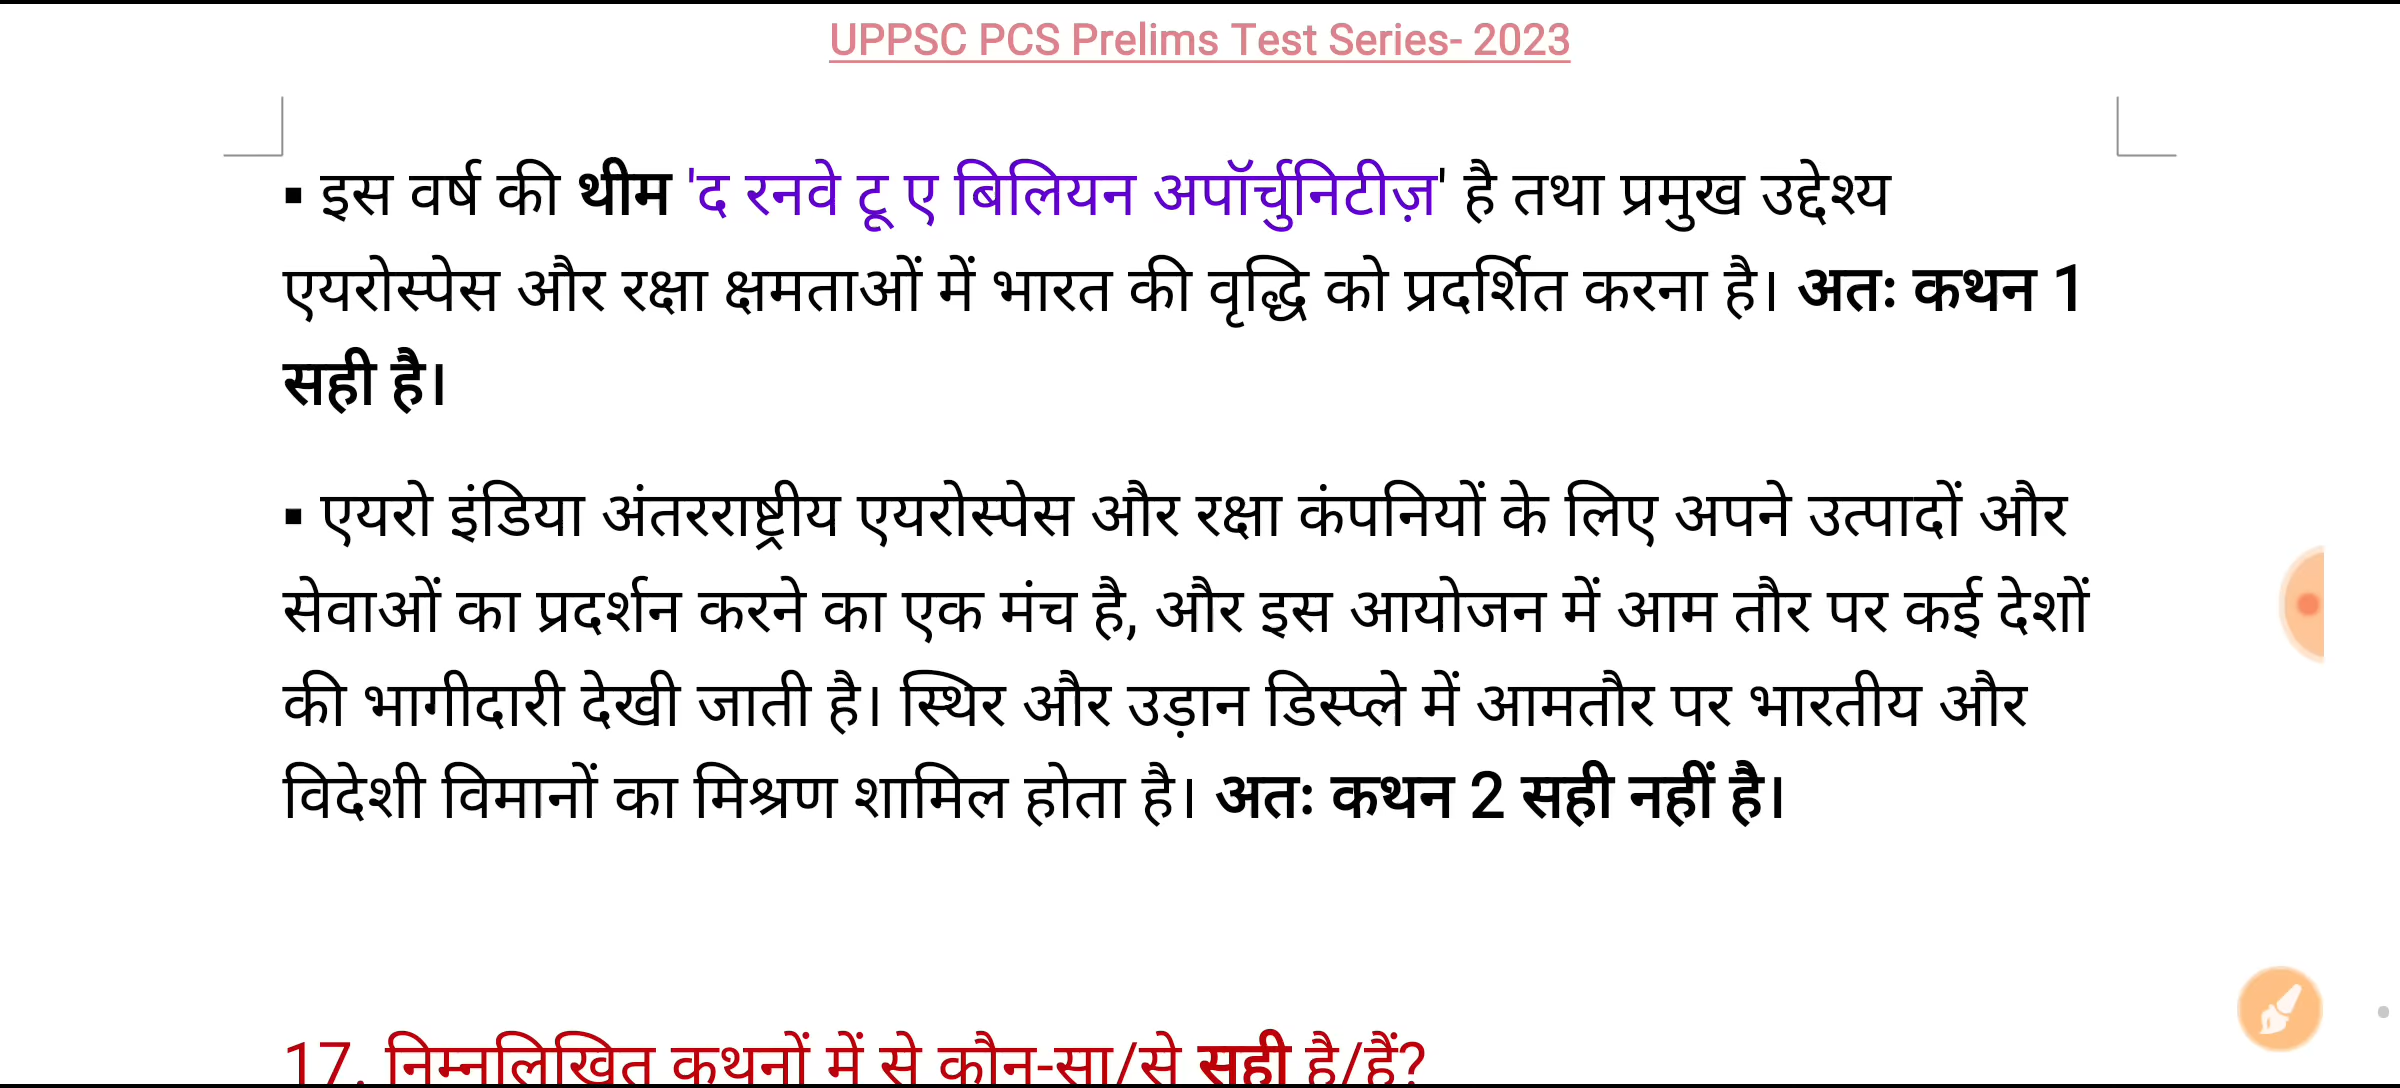 UPPSC PCS Prelims Test Series- 2023
▪ इस वर्ष की थीम 'द रनवे टू ए बिलियन अपॉर्चुनिटीज़' है तथा प्रमुख उद्देश्य
एयरोस्पेस और रक्षा क्षमताओं में भारत की वृद्धि को प्रदर्शित करना है। अतः कथन 1
सही है।
▪ एयरो इंडिया अंतरराष्ट्रीय एयरोस्पेस और रक्षा कंपनियों के लिए अपने उत्पादों और
सेवाओं का प्रदर्शन करने का एक मंच है, और इस आयोजन में आम तौर पर कई देशों
की भागीदारी देखी जाती है। स्थिर और उड़ान डिस्प्ले में आमतौर पर भारतीय और
विदेशी विमानों का मिश्रण शामिल होता है। अतः कथन 2 सही नहीं है।
17. निम्नलिखित कथनों में से कौन-सा/से सही है/हैं?